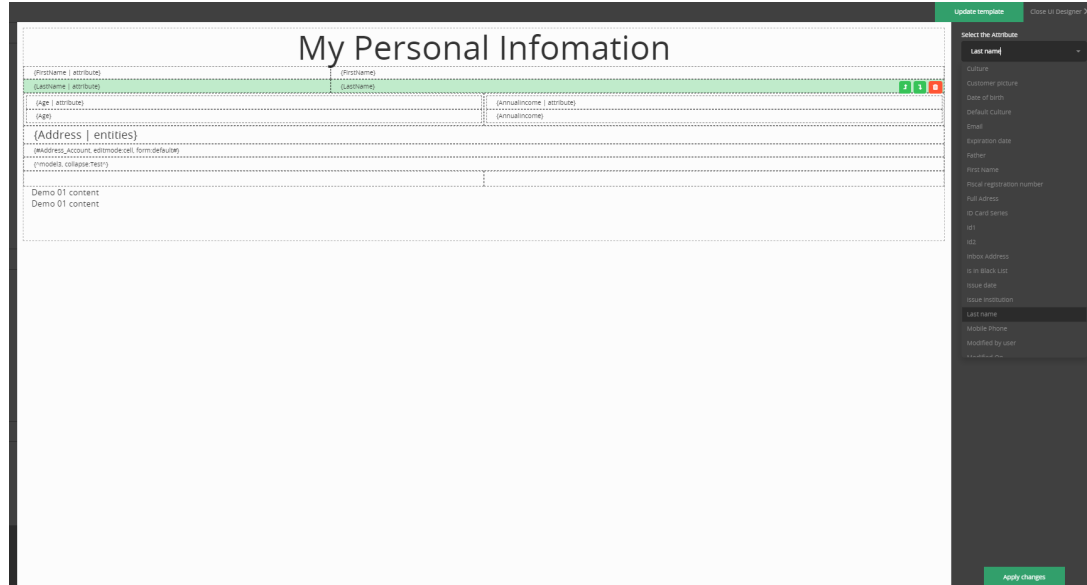 Update template
Close UI Designer
My Personal Infomation
Select the Attribute
Last name
{FirstName | attribute}
{FirstName}
{LastName | attribute}
{LastName}
{Age | attribute}
{AnnualIncome | attribute}
{Age}
{AnnualIncome}
{Address | entities}
{#Address_Account, editmode:cell, form:default#}
{^model3, collapse:Test^}
Demo 01 content
Demo 01 content
Culture
Customer picture
Date of birth
Default Culture
Email
Expiration date
Father
First Name
Fiscal registration number
Full Adress
ID Card Series
Id1
Id2
Inbox Address
Is in Black List
Issue date
Issue Institution
Last name
Mobile Phone
Modified by user
Modified On
Apply changes